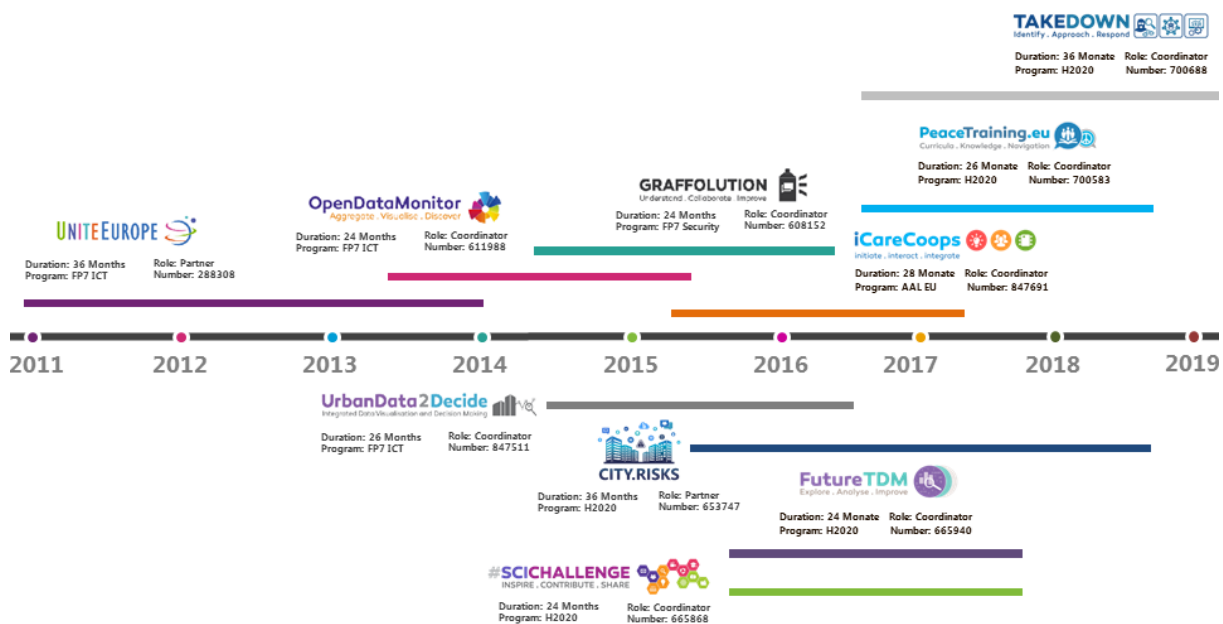 TAKEDOWN
Identify . Approach . Respond
Duration: 36 Monate Role: Coordinator
Program: H2020 Number: 700688
PeaceTraining.eu
Curricula . Knowledge . Navigation
Duration: 26 Monate Role: Coordinator
Program: H2020 Number: 700583
GRAFFOLUTION
Understand . Collaborate . Improve
Duration: 24 Months Role: Coordinator
Program: FP7 Security Number: 608152
OpenDataMonitor
Aggregate . Visualise . Discover
Duration: 24 Months Role: Coordinator
Program: FP7 ICT Number: 611988
UNITEEUROPE
Duration: 36 Months Role: Partner
Program: FP7 ICT Number: 288308
iCareCoops
initiate . interact . integrate
Duration: 28 Monate Role: Coordinator
Program: AAL EU Number: 847691
2011 2012 2013 2014 2015 2016 2017 2018 2019
UrbanData2Decide
Integrated Data Visualisation and Decision Making
Duration: 26 Months Role: Coordinator
Program: FP7 ICT Number: 847511
CITY.RISKS
Duration: 36 Months Role: Partner
Program: H2020 Number: 653747
FutureTDM
Explore . Analyse . Improve
Duration: 24 Monate Role: Coordinator
Program: H2020 Number: 665940
#SCICHALLENGE
INSPIRE . CONTRIBUTE . SHARE
Duration: 24 Months Role: Coordinator
Program: H2020 Number: 665868